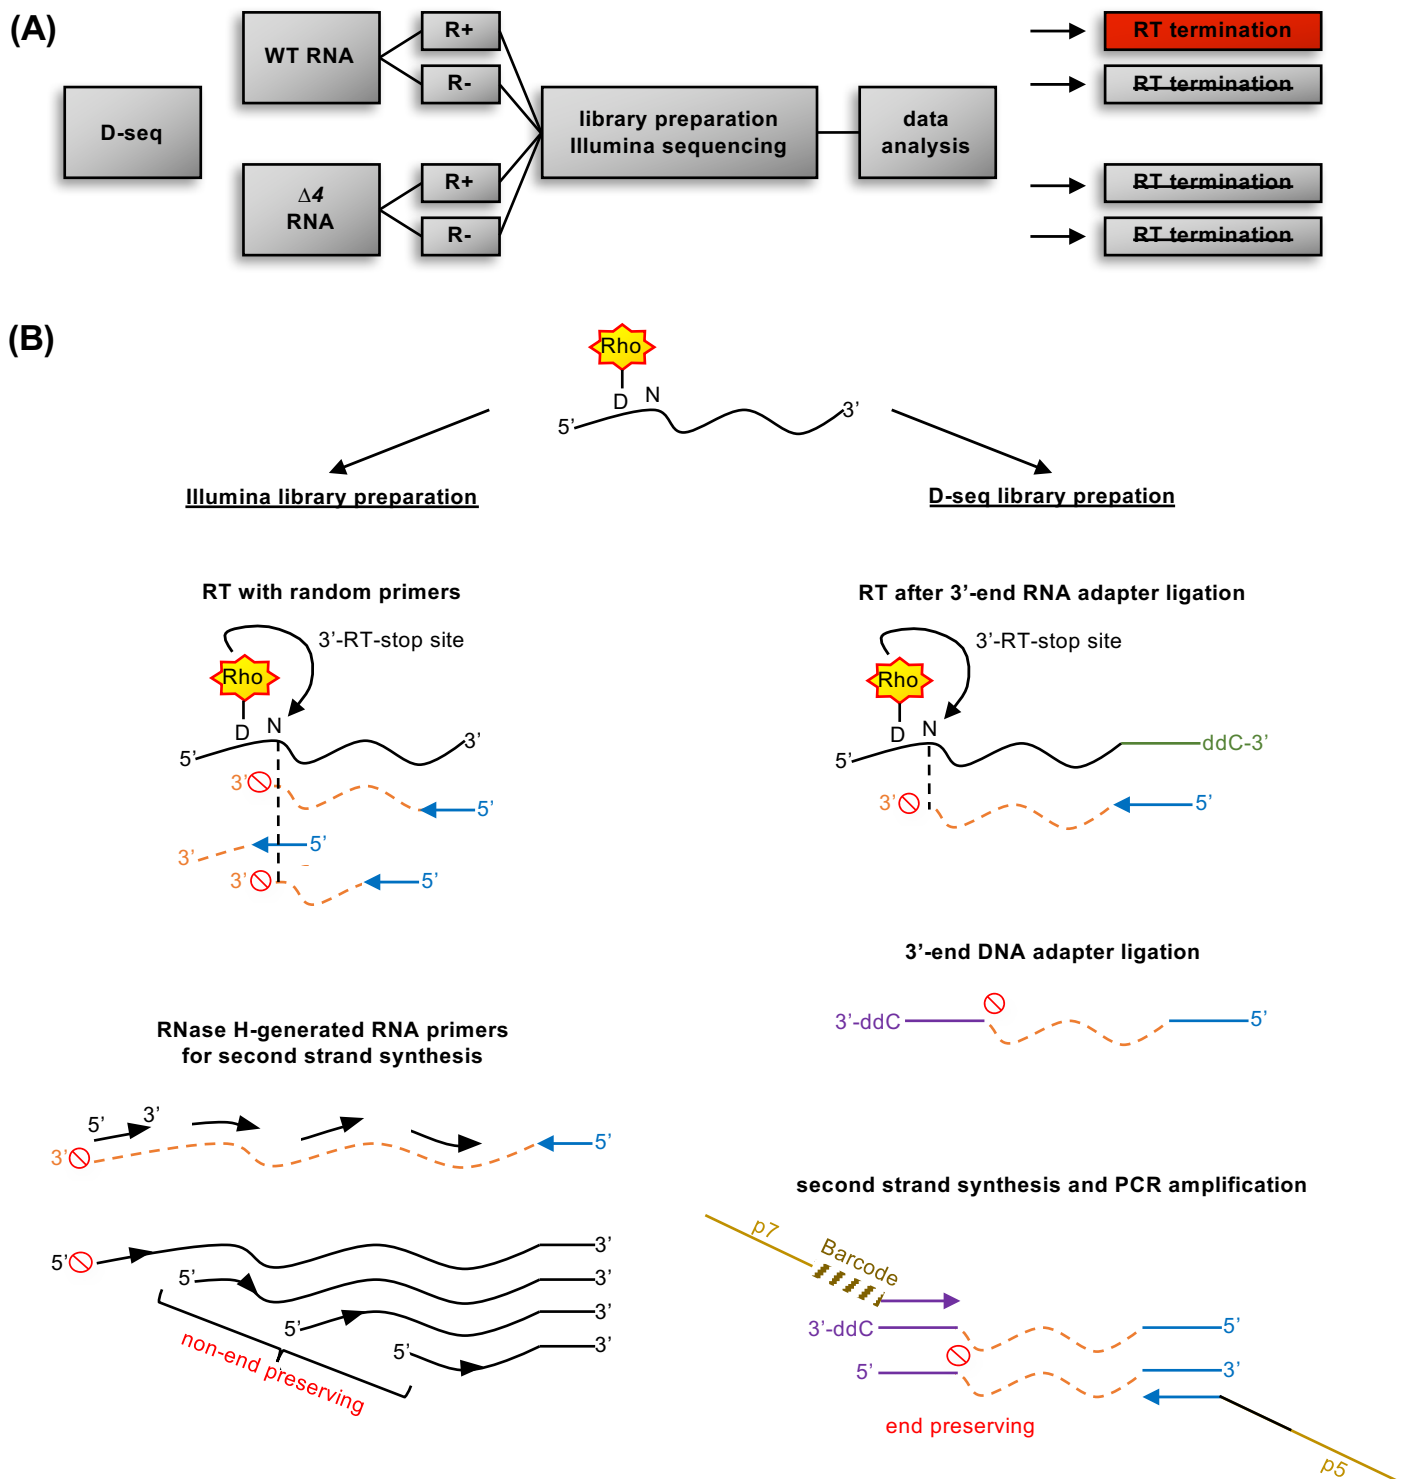 (A)
D-seq
WT RNA
R+
R-
Δ4
RNA
R+
R-
library preparation
Illumina sequencing
data
analysis
RT termination
RT termination
RT termination
RT termination
(B)
Rho
D N
5’ 3’
Illumina library preparation
D-seq library prepation
RT with random primers
3’-RT-stop site
Rho
D N
5’ 3’
3’ 5’
3’ 5’
3’ 5’
RNase H-generated RNA primers
for second strand synthesis
5’ 3’
3’ 5’
5’ 3’
5’ 3’
5’ 3’
5’ 3’
non-end preserving
RT after 3’-end RNA adapter ligation
3’-RT-stop site
Rho
D N
5’ ddC-3’
3’ 5’
3’-end DNA adapter ligation
3’-ddC 5’
second strand synthesis and PCR amplification
p7
Barcode
3’-ddC 5’
5’ 3’
end preserving
p5